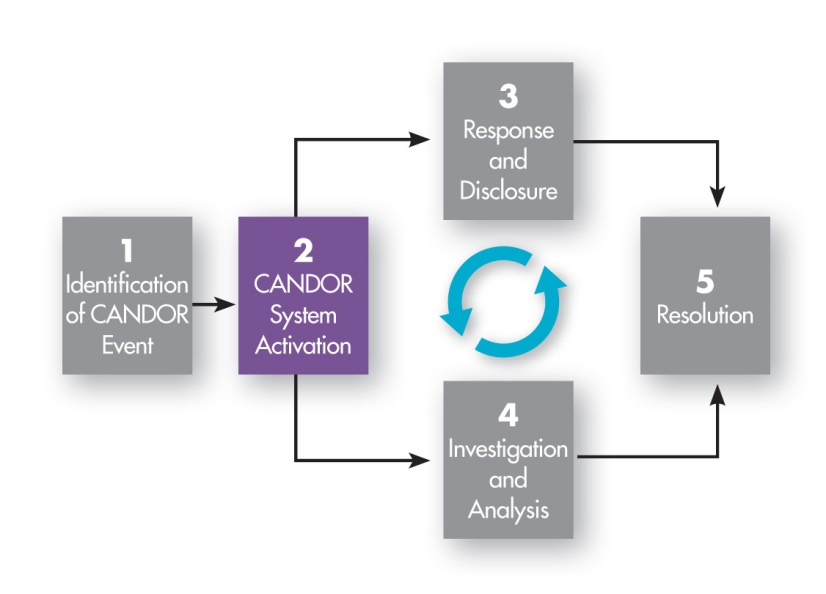 1
Identification
of CANDOR
Event
2
CANDOR
System
Activation
3
Response
and
Disclosure
4
Investigation
and
Analysis
5
Resolution